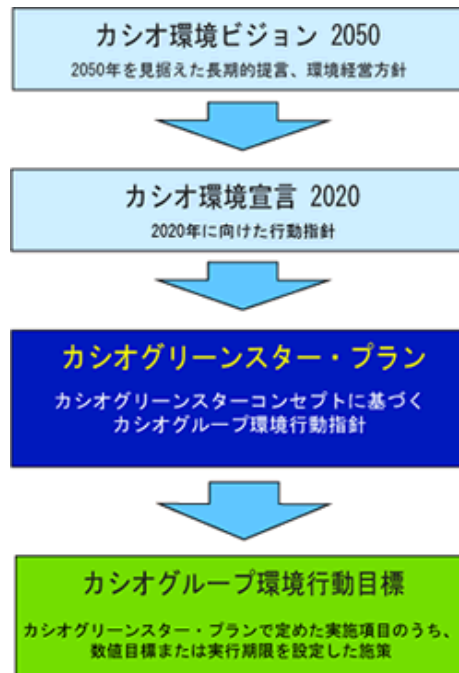 カシオ環境ビジョン 2050
2050年を見据えた長期的提言、環境経営方針
カシオ環境宣言 2020
2020年に向けた行動指針
カシオグリーンスター・プラン
カシオグリーンスターコンセプトに基づく
カシオグループ環境行動指針
カシオグループ環境行動目標
カシオグリーンスター・プランで定めた実施項目のうち、
数値目標または実行期限を設定した施策